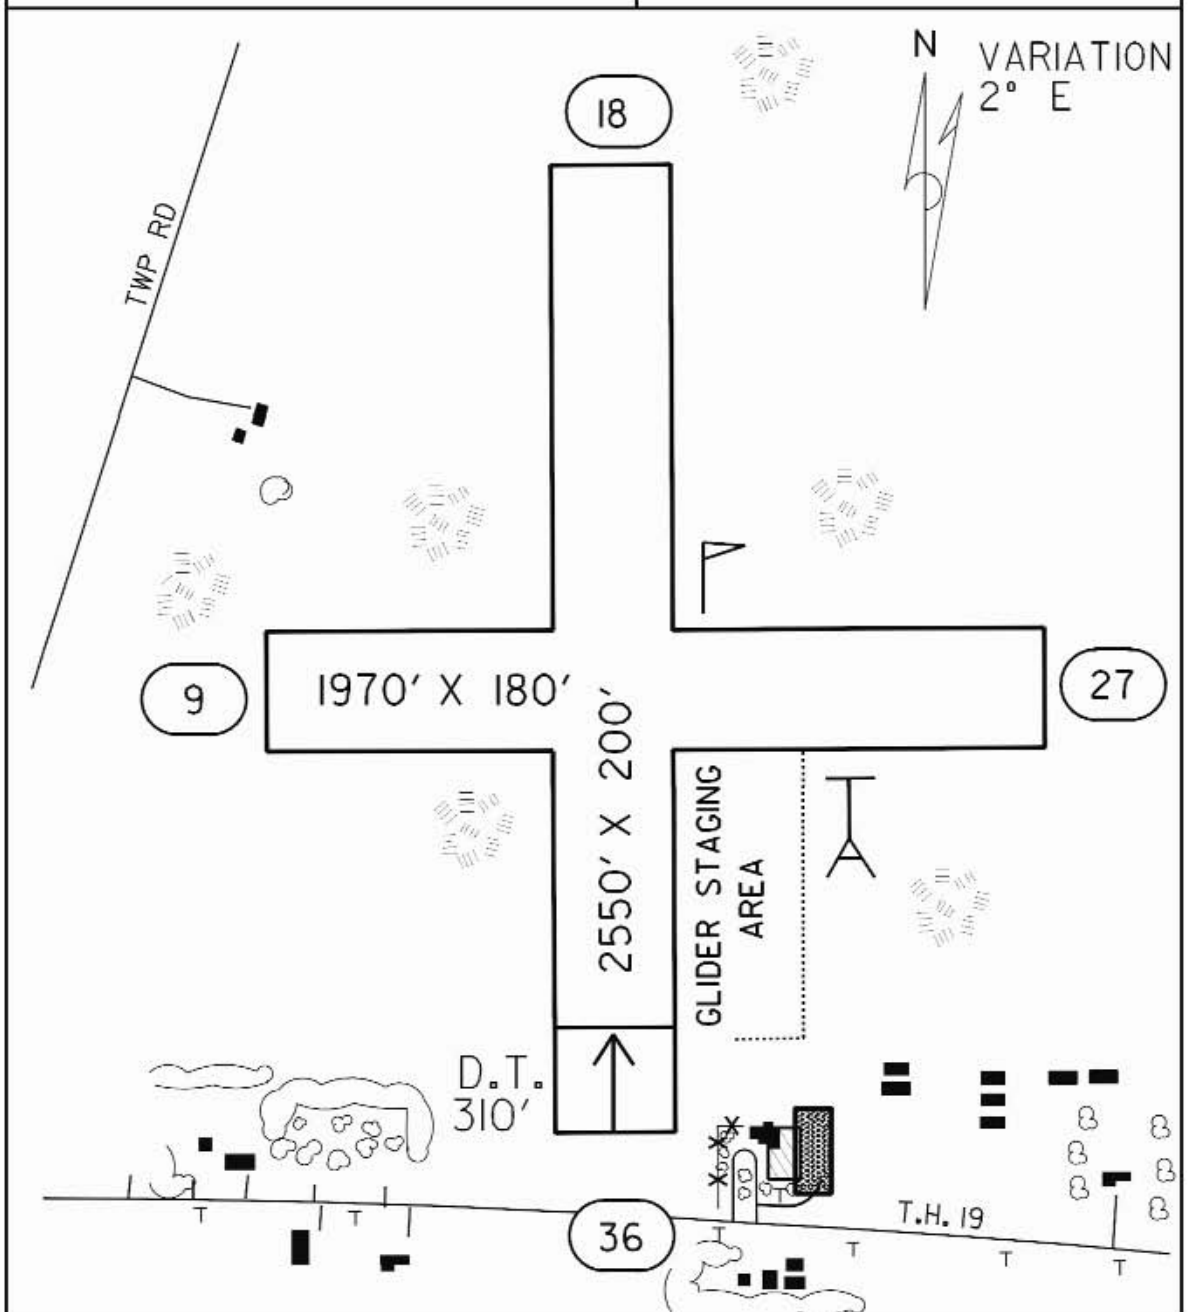 N
VARIATION
2° E
18
TWP RD
9
1970' X 180'
27
2550' X 200'
GLIDER STAGING
AREA
D.T.
310'
T.H. 19
T
T
T
T
T
T
T
36